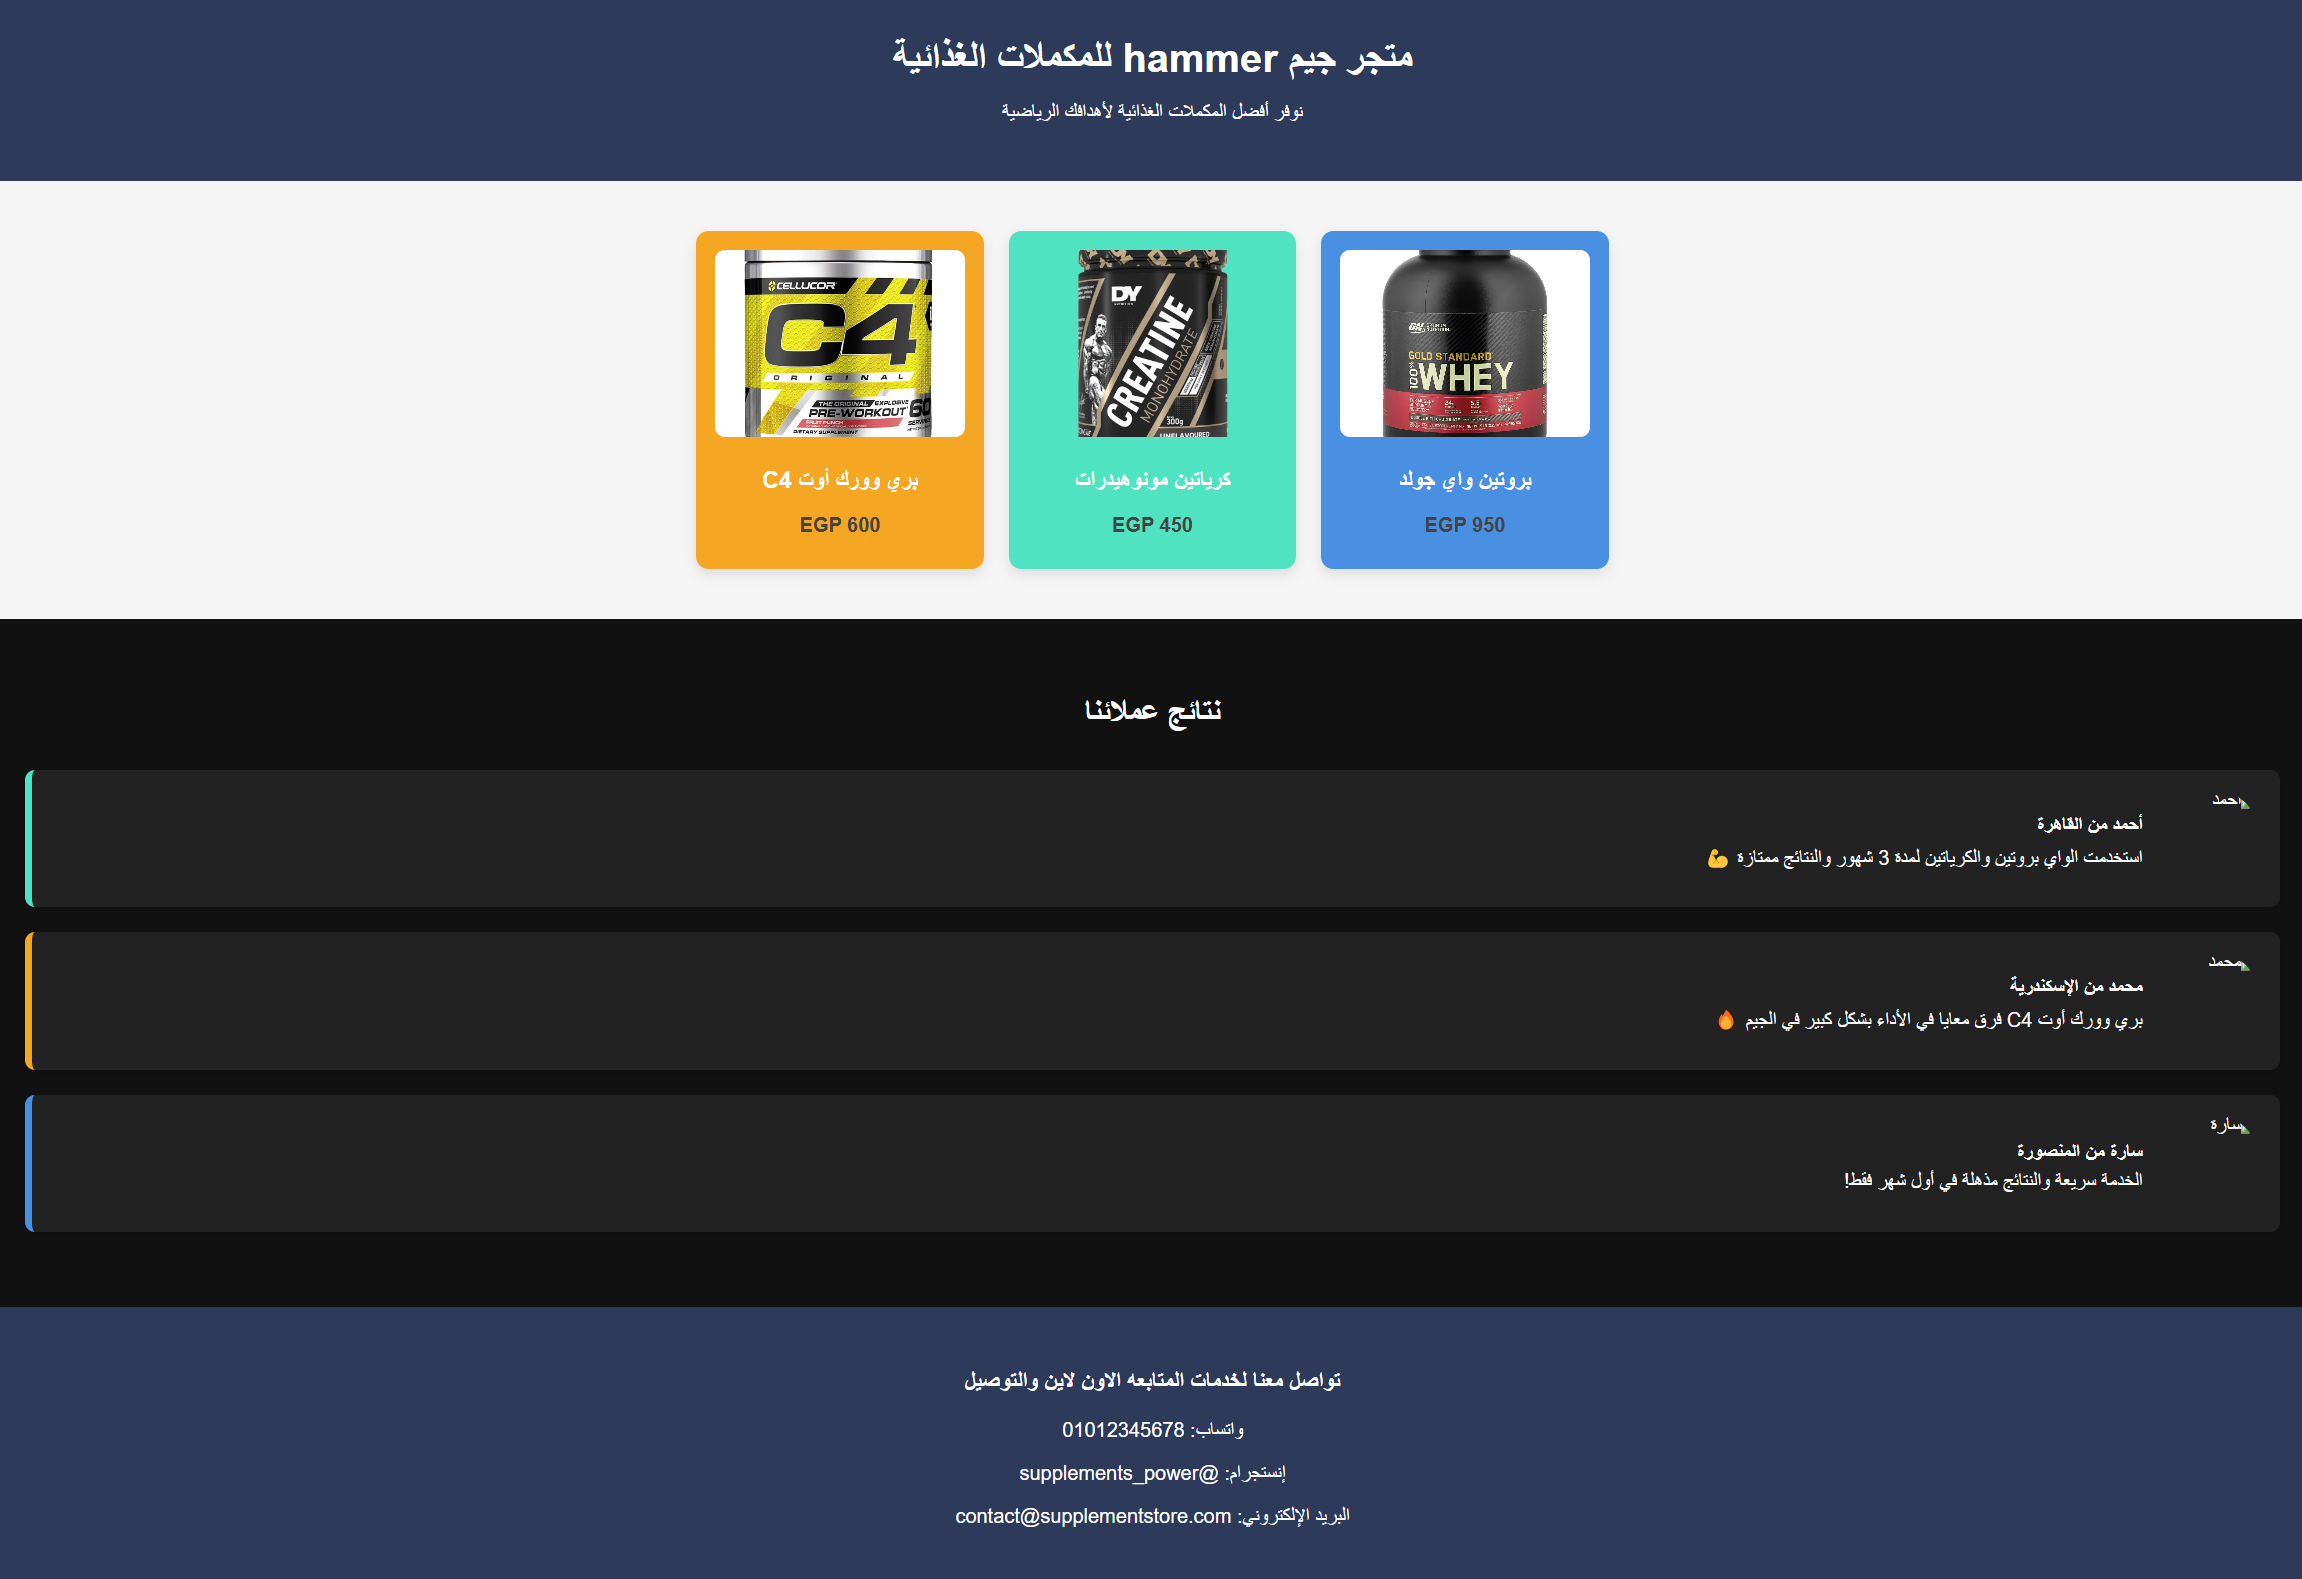 متجر جيم hammer للمكملات الغذائية
نوفر أفضل المكملات الغذائية لأهدافك الرياضية
GOLD STANDARD
100% WHEY
بروتين واي جولد
EGP 950
DY
NUTRITION
CREATINE
MONOHYDRATE
300g
UNFLAVOURED
كرياتين مونوهيدرات
EGP 450
CELLUCOR
C4
ORIGINAL
THE ORIGINAL EXPLOSIVE
PRE-WORKOUT
60
FRUIT PUNCH
DIETARY SUPPLEMENT
بري وورك أوت C4
EGP 600
نتائج عملائنا
أحمد
أحمد من القاهرة
استخدمت الواي بروتين والكرياتين لمدة 3 شهور والنتائج ممتازة 💪
محمد
محمد من الإسكندرية
بري وورك أوت C4 فرق معايا في الأداء بشكل كبير في الجيم 🔥
سارة
سارة من المنصورة
الخدمة سريعة والنتائج مذهلة في أول شهر فقط!
تواصل معنا لخدمات المتابعه الاون لاين والتوصيل
واتساب: 01012345678
إنستجرام: @supplements_power
البريد الإلكتروني: contact@supplementstore.com